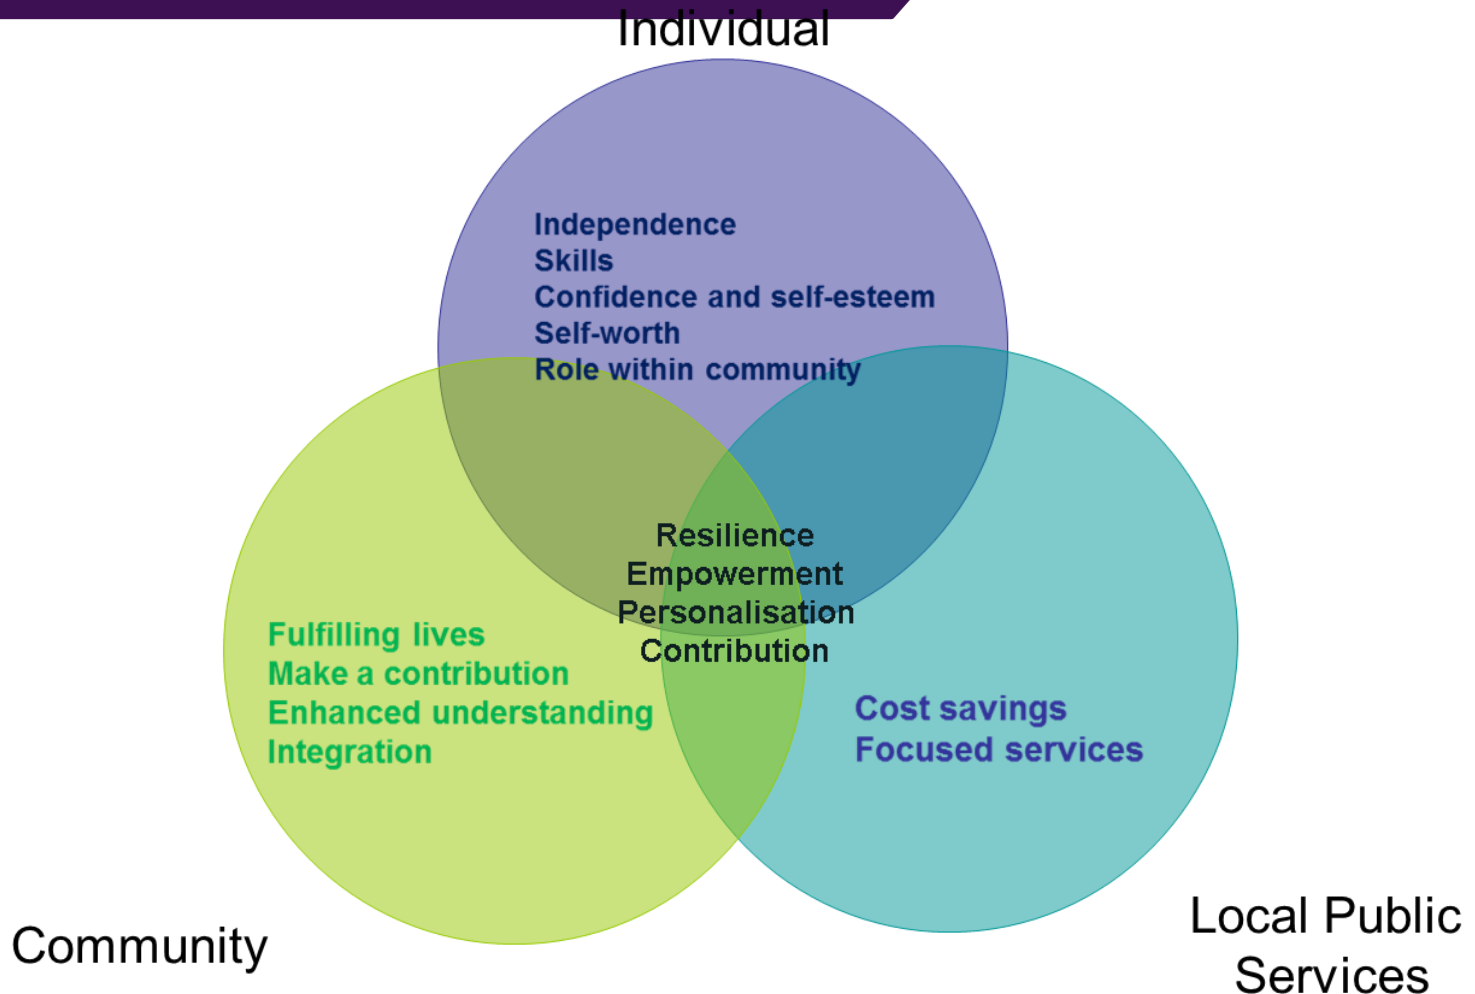 Individual
Independence
Skills
Confidence and self-esteem
Self-worth
Role within community
Resilience
Empowerment
Personalisation
Contribution
Fulfilling lives
Make a contribution
Enhanced understanding
Integration
Cost savings
Focused services
Community
Local Public
Services